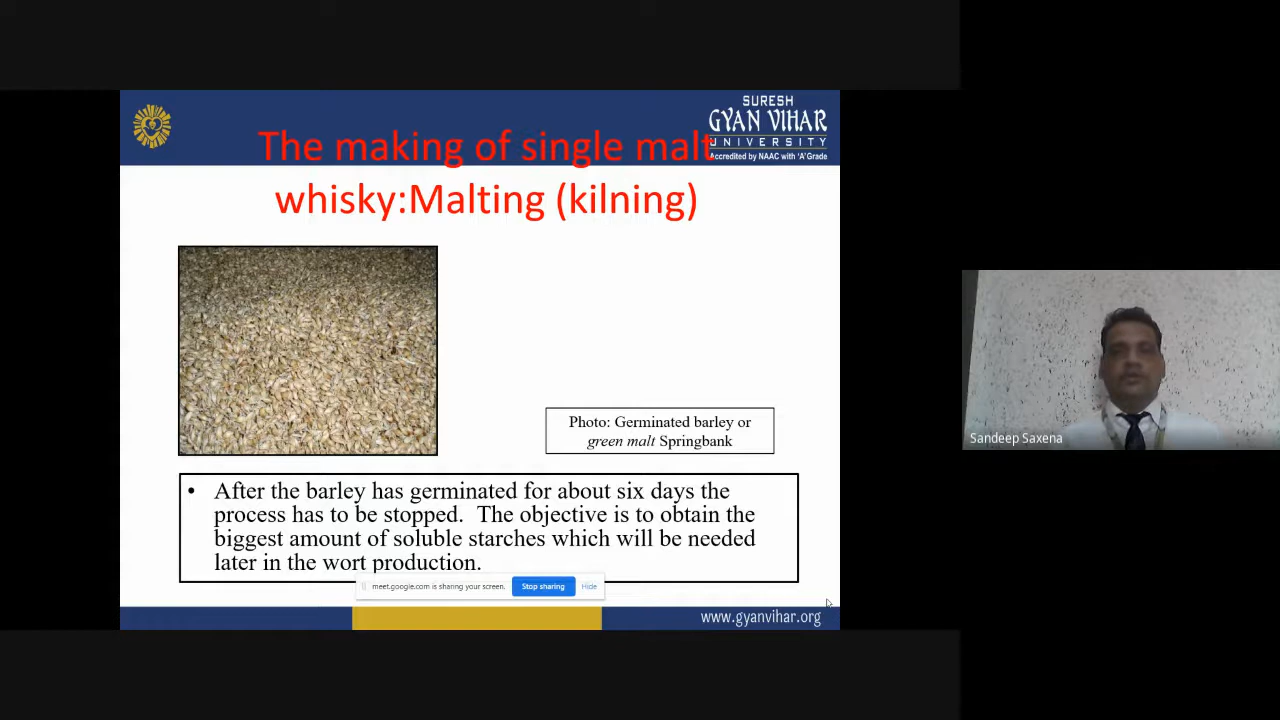 SURESH
GYAN VIHAR
UNIVERSITY
Accredited by NAAC with 'A' Grade
The making of single malt
whisky:Malting (kilning)
Photo: Germinated barley or
green malt Springbank
• After the barley has germinated for about six days the
process has to be stopped. The objective is to obtain the
biggest amount of soluble starches which will be needed
later in the wort production.
meet.google.com is sharing your screen. Stop sharing Hide
www.gyanvihar.org
Sandeep Saxena